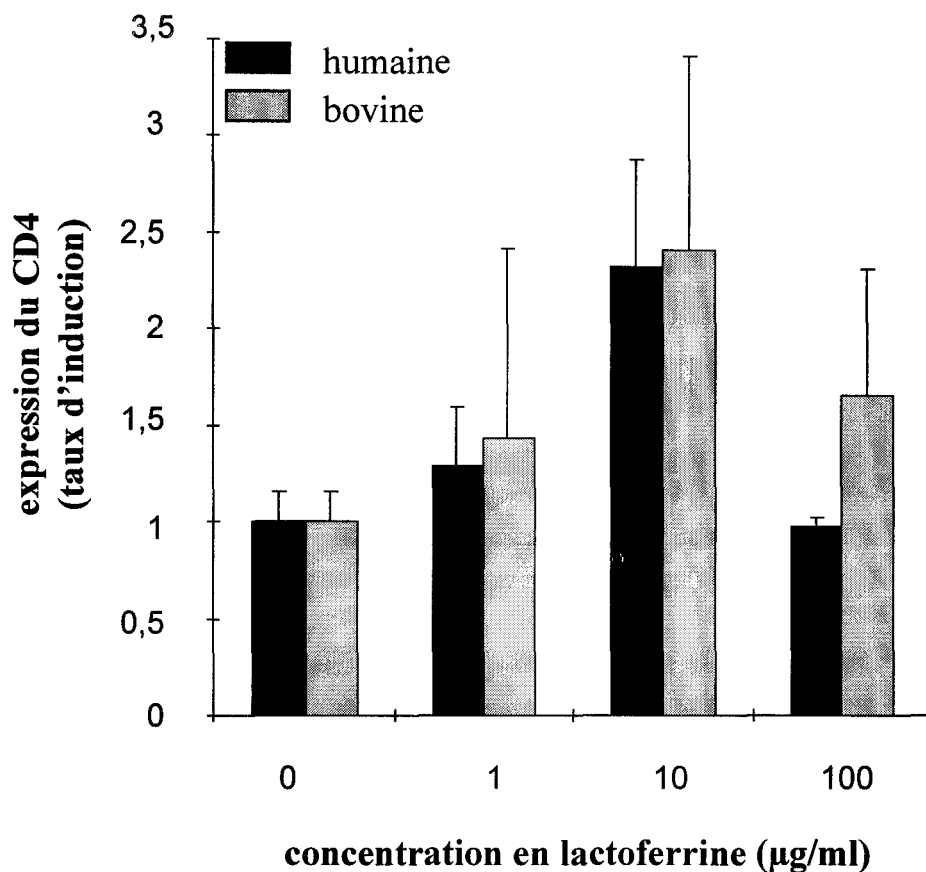 3,5
humaine
bovine
3
2,5
2
1,5
1
0,5
0
expression du CD4
(taux d'induction)
0 1 10 100
concentration en lactoferrine (µg/ml)